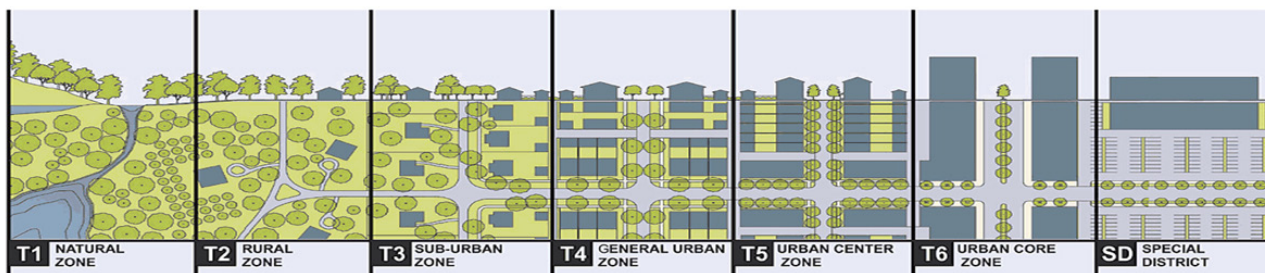 T1 NATURAL
ZONE
T2 RURAL
ZONE
T3 SUB-URBAN
ZONE
T4 GENERAL URBAN
ZONE
T5 URBAN CENTER
ZONE
T6 URBAN CORE
ZONE
SD SPECIAL
DISTRICT